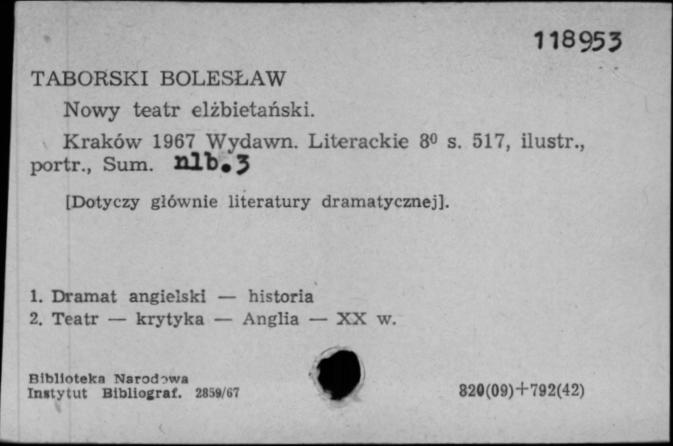 118953
TABORSKI BOLESŁAW
Nowy teatr elżbietański.
Kraków 1967 Wydawn. Literackie 8⁰ s. 517, ilustr.,
portr., Sum. nlb. 3
[Dotyczy głównie literatury dramatycznej].
1. Dramat angielski — historia
2. Teatr — krytyka — Anglia — XX w.
Biblioteka Narodowa
Instytut Bibliograf. 2859/67
820(09)+792(42)